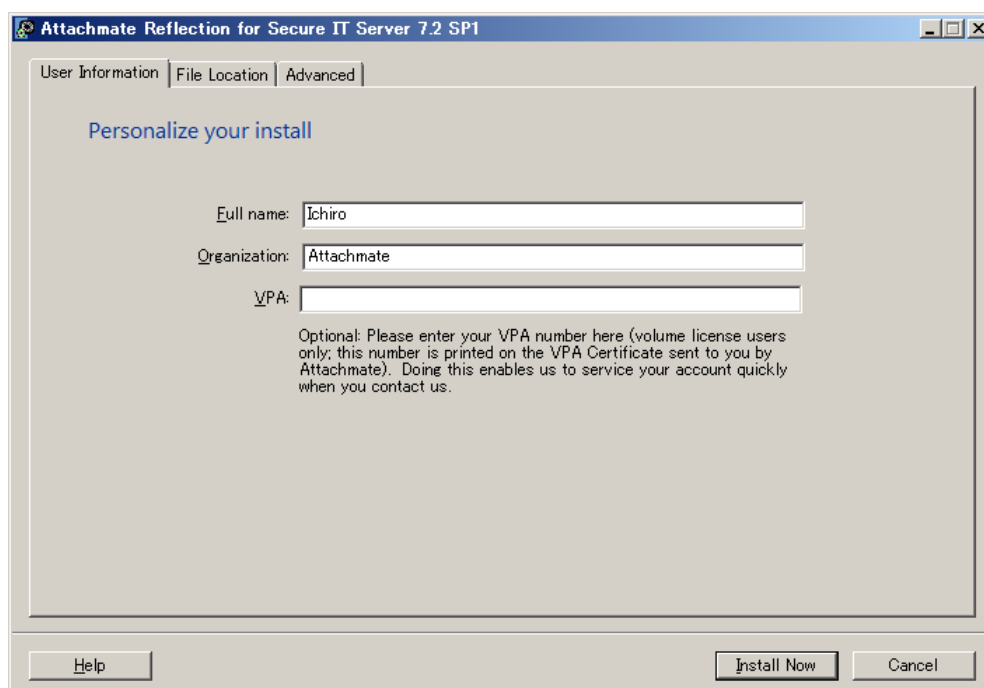 Attachmate Reflection for Secure IT Server 7.2 SP1
User Information File Location Advanced
Personalize your install
Full name: Ichiro
Organization: Attachmate
VPA:
Optional: Please enter your VPA number here (volume license users
only; this number is printed on the VPA Certificate sent to you by
Attachmate). Doing this enables us to service your account quickly
when you contact us.
Help Install Now Cancel